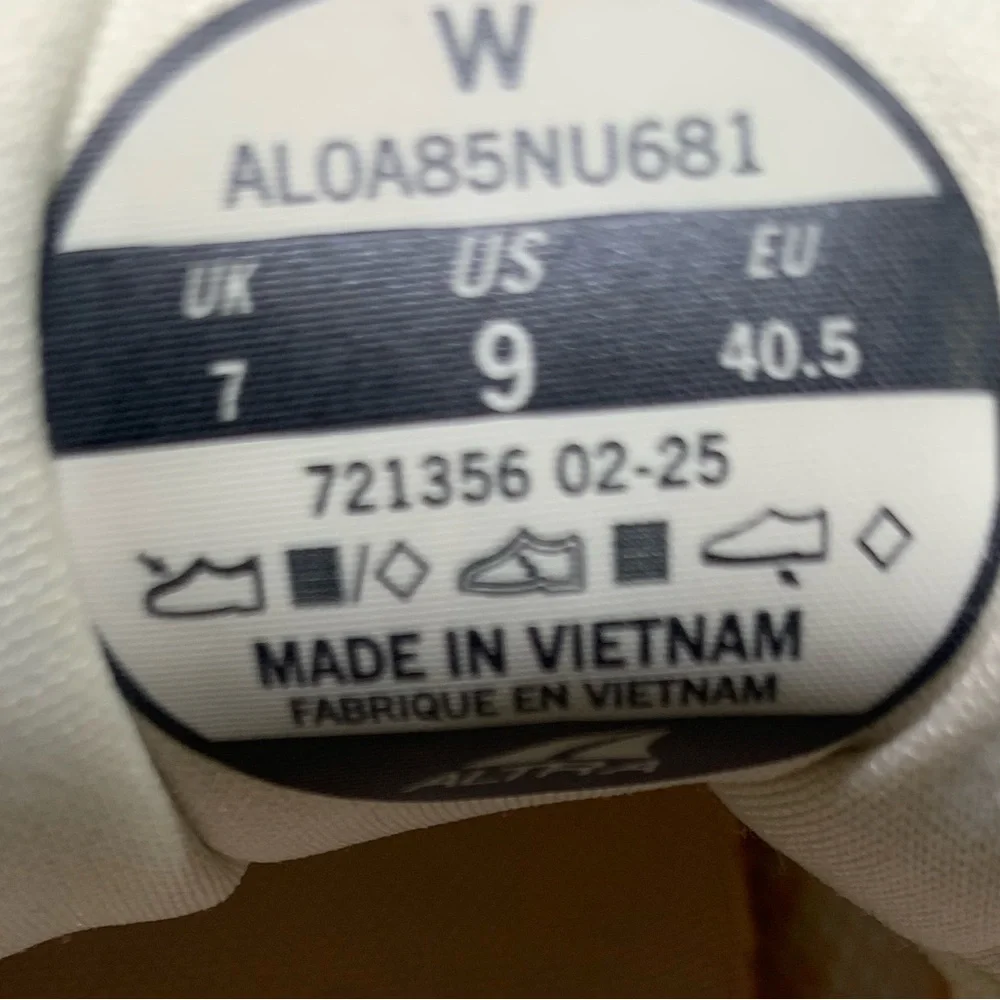 W
AL0A85NU681
UK US EU
7 9 40.5
721356 02-25
MADE IN VIETNAM
FABRIQUE EN VIETNAM
ALTRA